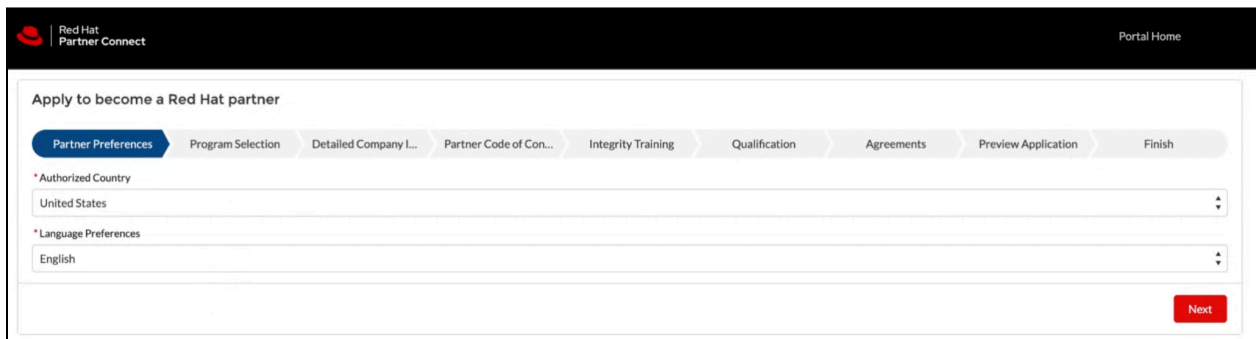 Red Hat
Partner Connect
Portal Home
Apply to become a Red Hat partner
Partner Preferences
Program Selection
Detailed Company I...
Partner Code of Con...
Integrity Training
Qualification
Agreements
Preview Application
Finish
* Authorized Country
United States
* Language Preferences
English
Next